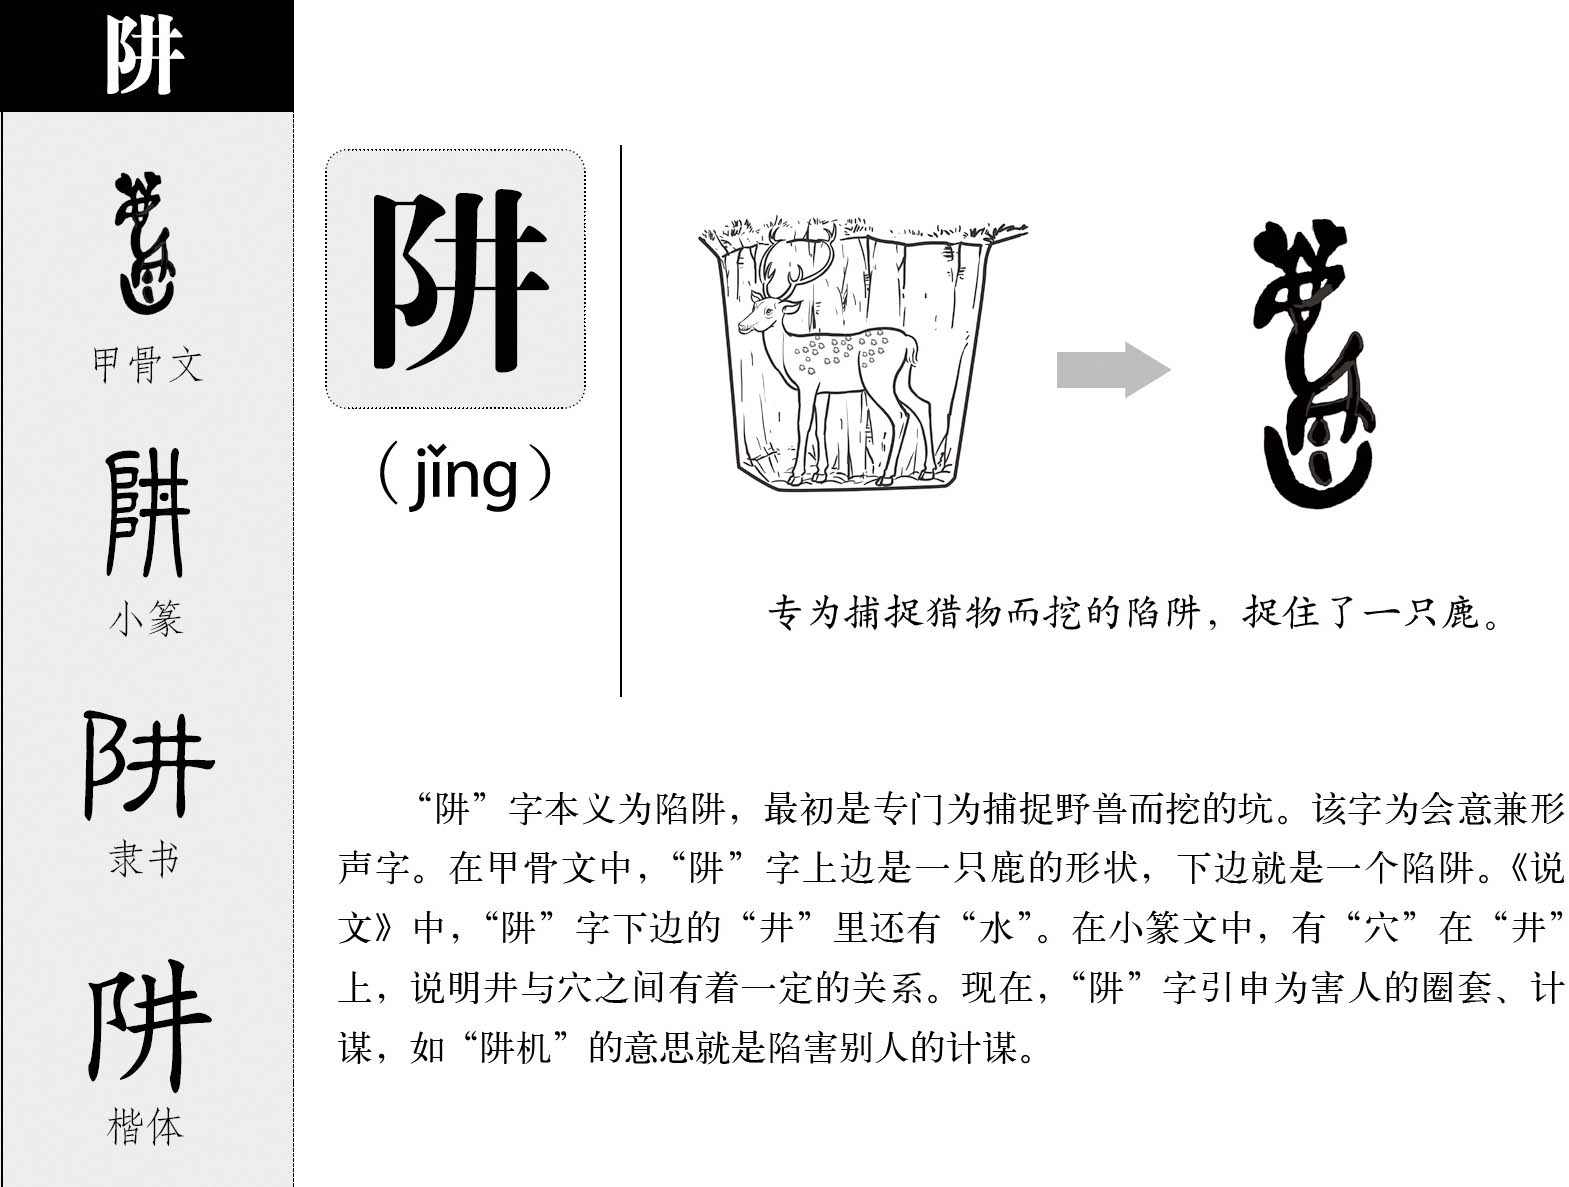 阱
甲骨文
阱
小篆
阱
隶书
阱
楷体
阱
（jǐng）
专为捕捉猎物而挖的陷阱，捉住了一只鹿。
“阱”字本义为陷阱，最初是专门为捕捉野兽而挖的坑。该字为会意兼形
声字。在甲骨文中，“阱”字上边是一只鹿的形状，下边就是一个陷阱。《说
文》中，“阱”字下边的“井”里还有“水”。在小篆文中，有“穴”在“井”
上，说明井与穴之间有着一定的关系。现在，“阱”字引申为害人的圈套、计
谋，如“阱机”的意思就是陷害别人的计谋。